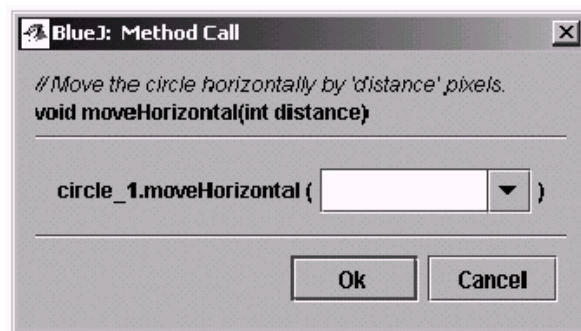 BlueJ: Method Call
//Move the circle horizontally by 'distance' pixels.
void moveHorizontal(int distance)
circle_1.moveHorizontal ( )
Ok Cancel